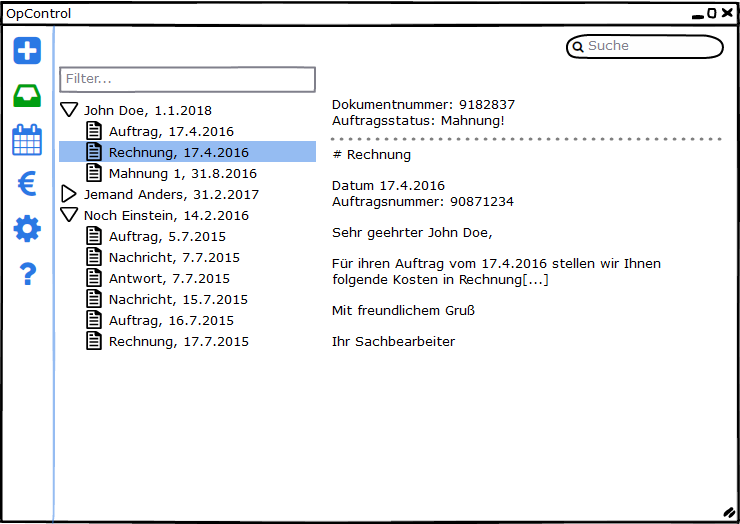 OpControl
Suche
Filter...
John Doe, 1.1.2018
Auftrag, 17.4.2016
Rechnung, 17.4.2016
Mahnung 1, 31.8.2016
Jemand Anders, 31.2.2017
Noch Einstein, 14.2.2016
Auftrag, 5.7.2015
Nachricht, 7.7.2015
Antwort, 7.7.2015
Nachricht, 15.7.2015
Auftrag, 16.7.2015
Rechnung, 17.7.2015
Dokumentnummer: 9182837
Auftragsstatus: Mahnung!
# Rechnung
Datum 17.4.2016
Auftragsnummer: 90871234
Sehr geehrter John Doe,
Für ihren Auftrag vom 17.4.2016 stellen wir Ihnen
folgende Kosten in Rechnung[...]
Mit freundlichem Gruß
Ihr Sachbearbeiter